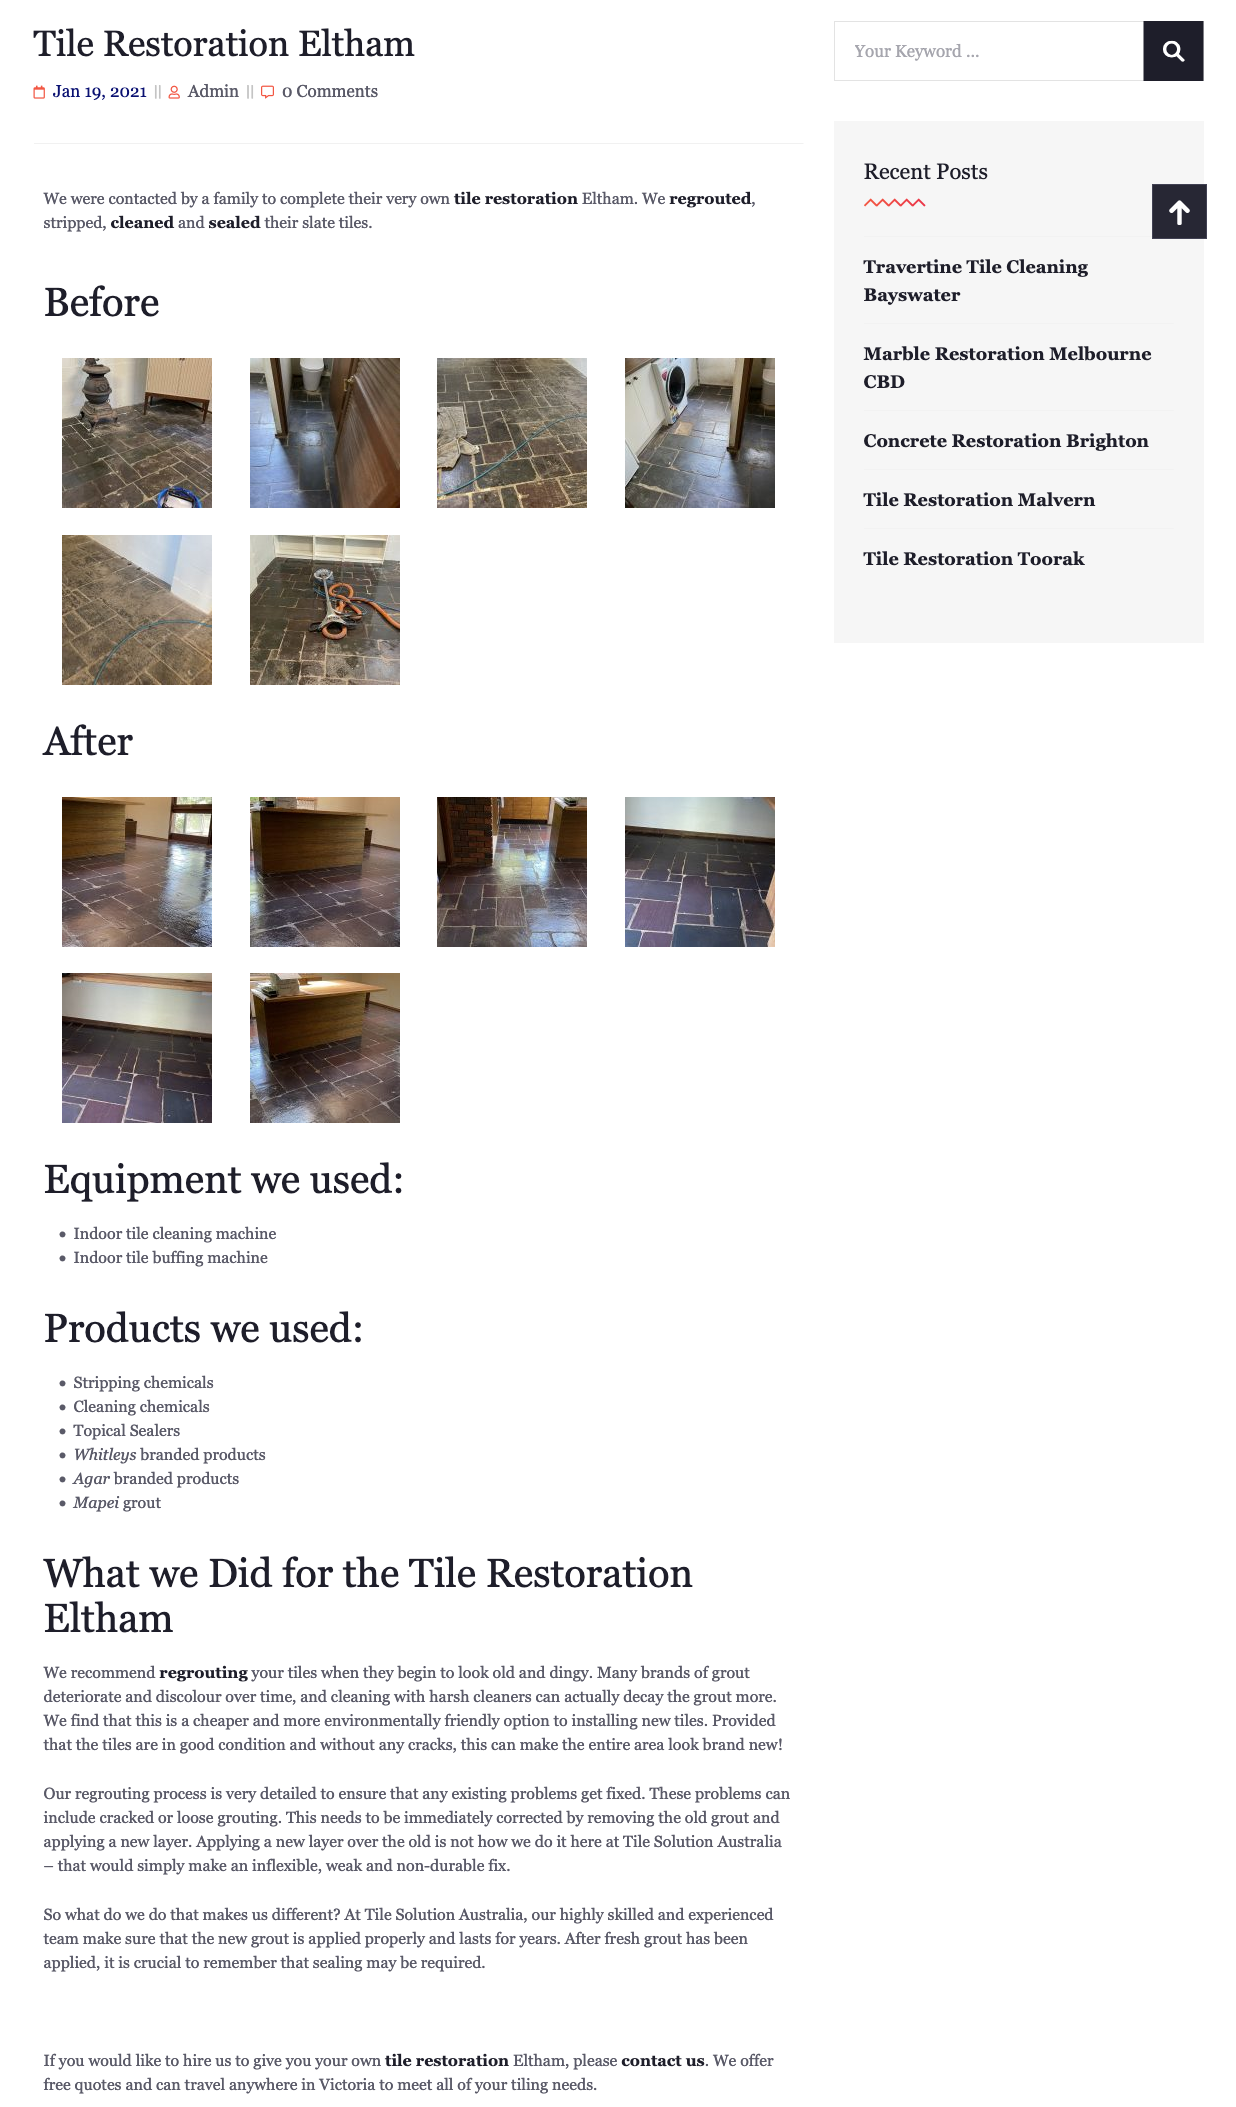 Tile Restoration Eltham
Jan 19, 2021 || Admin || 0 Comments
We were contacted by a family to complete their very own tile restoration Eltham. We regrouted,
stripped, cleaned and sealed their slate tiles.
Before
After
Equipment we used:
• Indoor tile cleaning machine
• Indoor tile buffing machine
Products we used:
• Stripping chemicals
• Cleaning chemicals
• Topical Sealers
• Whitleys branded products
• Agar branded products
• Mapei grout
What we Did for the Tile Restoration
Eltham
We recommend regrouting your tiles when they begin to look old and dingy. Many brands of grout
deteriorate and discolour over time, and cleaning with harsh cleaners can actually decay the grout more.
We find that this is a cheaper and more environmentally friendly option to installing new tiles. Provided
that the tiles are in good condition and without any cracks, this can make the entire area look brand new!
Our regrouting process is very detailed to ensure that any existing problems get fixed. These problems can
include cracked or loose grouting. This needs to be immediately corrected by removing the old grout and
applying a new layer. Applying a new layer over the old is not how we do it here at Tile Solution Australia
– that would simply make an inflexible, weak and non-durable fix.
So what do we do that makes us different? At Tile Solution Australia, our highly skilled and experienced
team make sure that the new grout is applied properly and lasts for years. After fresh grout has been
applied, it is crucial to remember that sealing may be required.
If you would like to hire us to give you your own tile restoration Eltham, please contact us. We offer
free quotes and can travel anywhere in Victoria to meet all of your tiling needs.
Your Keyword ...
Recent Posts
Travertine Tile Cleaning
Bayswater
Marble Restoration Melbourne
CBD
Concrete Restoration Brighton
Tile Restoration Malvern
Tile Restoration Toorak